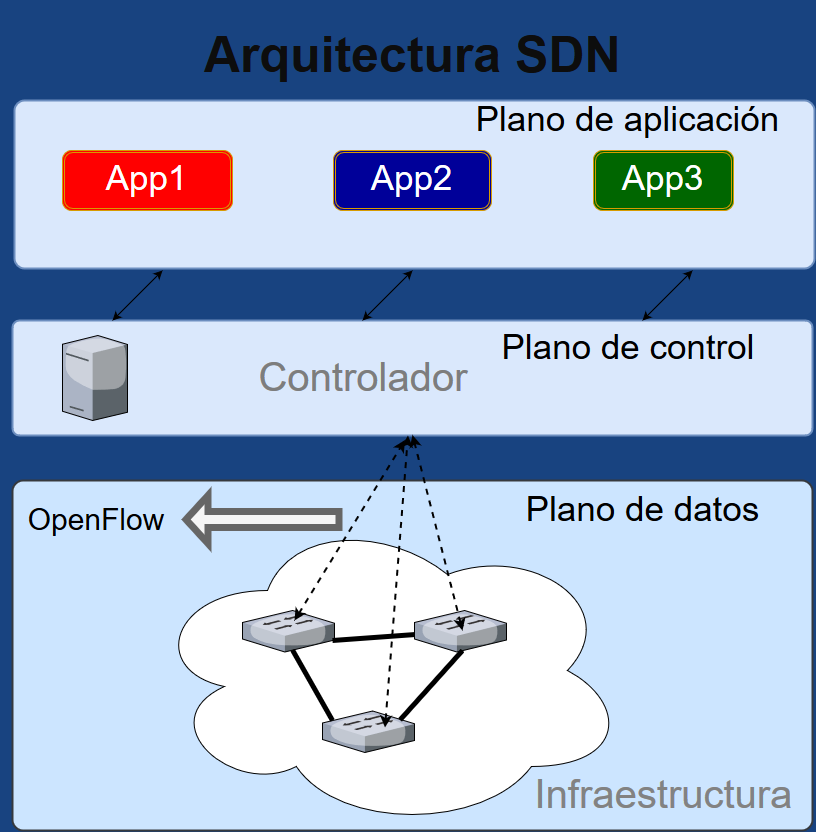 Arquitectura SDN
Plano de aplicación
App1
App2
App3
Plano de control
Controlador
Plano de datos
OpenFlow
Infraestructura